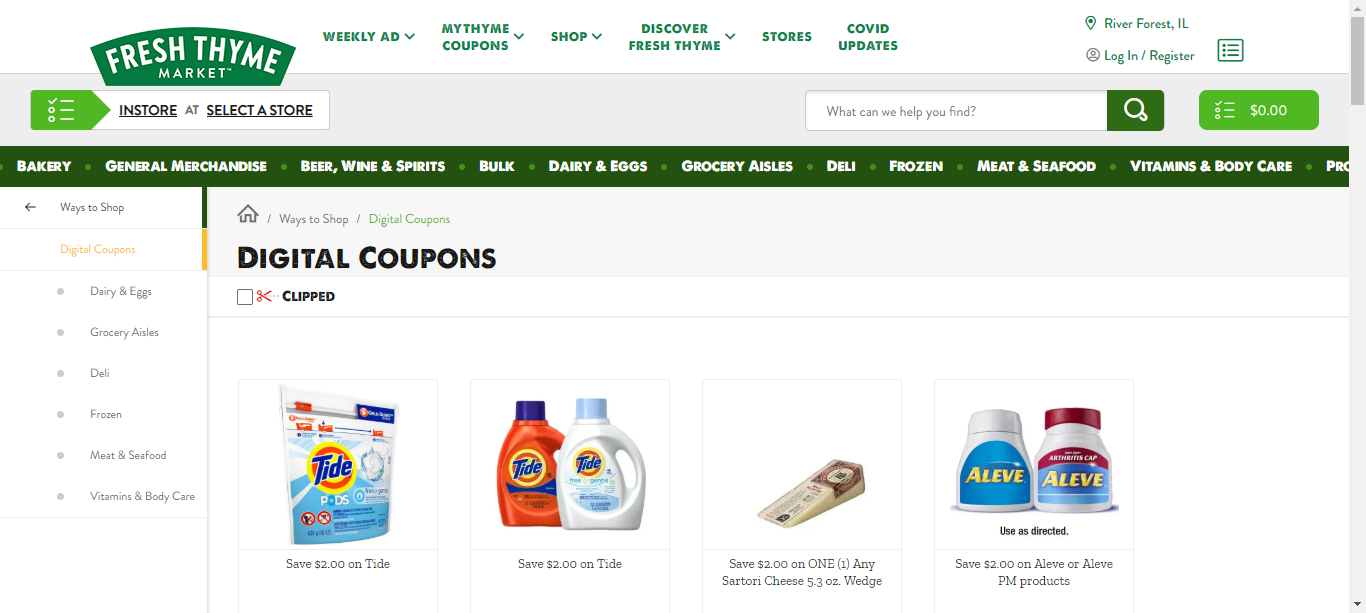 FRESH THYME
MARKET
WEEKLY AD
MYTHYME
COUPONS
SHOP
DISCOVER
FRESH THYME
STORES
COVID
UPDATES
River Forest, IL
Log In / Register
INSTORE AT SELECT A STORE
What can we help you find?
$0.00
BAKERY
GENERAL MERCHANDISE
BEER, WINE & SPIRITS
BULK
DAIRY & EGGS
GROCERY AISLES
DELI
FROZEN
MEAT & SEAFOOD
VITAMINS & BODY CARE
PRO
Ways to Shop
Digital Coupons
Dairy & Eggs
Grocery Aisles
Deli
Frozen
Meat & Seafood
Vitamins & Body Care
/ Ways to Shop / Digital Coupons
DIGITAL COUPONS
CLIPPED
Tide
PODS
free & gentle
Tide
Tide
free & gentle
ALEVE
ARTHRITIS CAP
ALEVE
Use as directed.
Save $2.00 on Tide
Save $2.00 on Tide
Save $2.00 on ONE (1) Any
Sartori Cheese 5.3 oz. Wedge
Save $2.00 on Aleve or Aleve
PM products